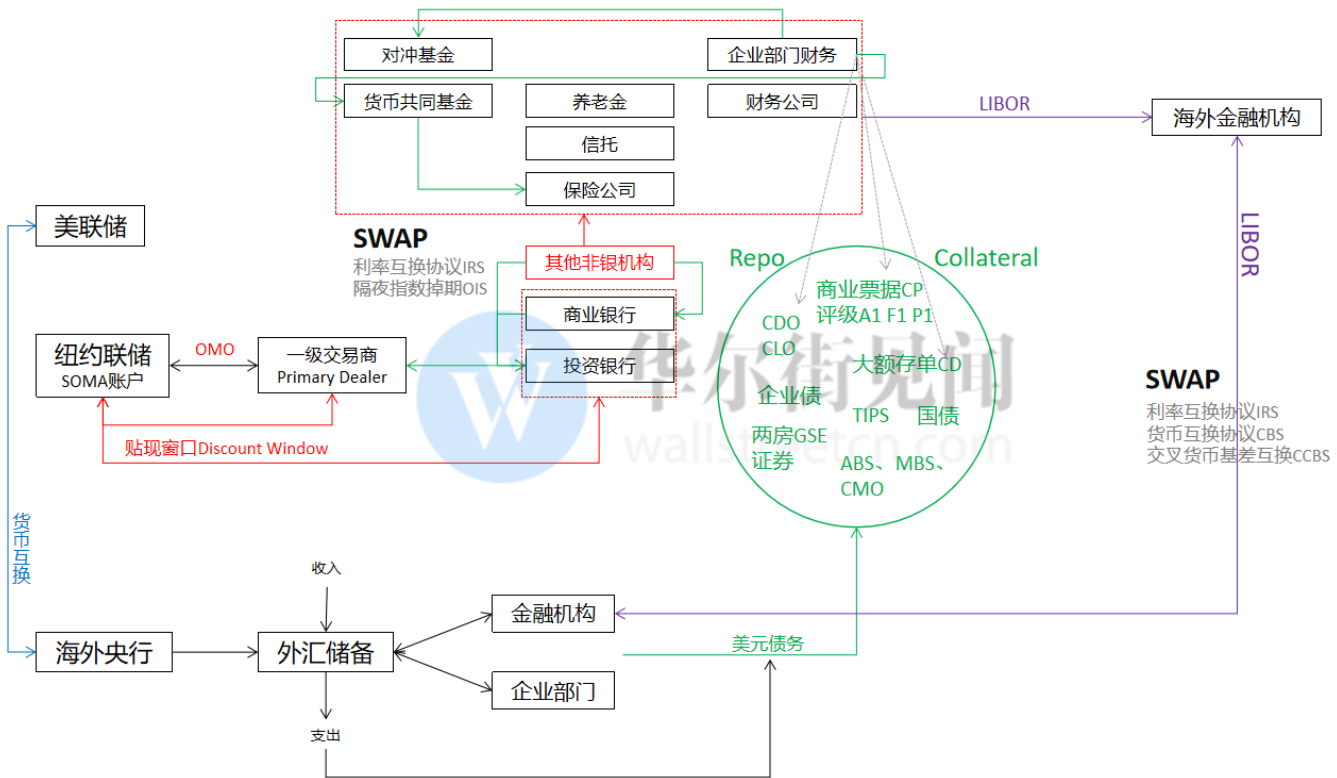 对冲基金
企业部门财务
货币共同基金
养老金
财务公司
信托
保险公司
LIBOR
海外金融机构
美联储
SWAP
利率互换协议IRS
隔夜指数掉期OIS
其他非银机构
商业银行
投资银行
LIBOR
Repo
Collateral
商业票据CP
评级A1 F1 P1
CDO
CLO
大额存单CD
企业债
TIPS
国债
两房GSE
证券
ABS、MBS、
CMO
华尔街见闻
wallstreetcn.com
纽约联储
SOMA账户
OMO
一级交易商
Primary Dealer
贴现窗口Discount Window
SWAP
利率互换协议IRS
货币互换协议CBS
交叉货币基差互换CCBS
货币互换
收入
海外央行
外汇储备
金融机构
企业部门
美元债务
支出